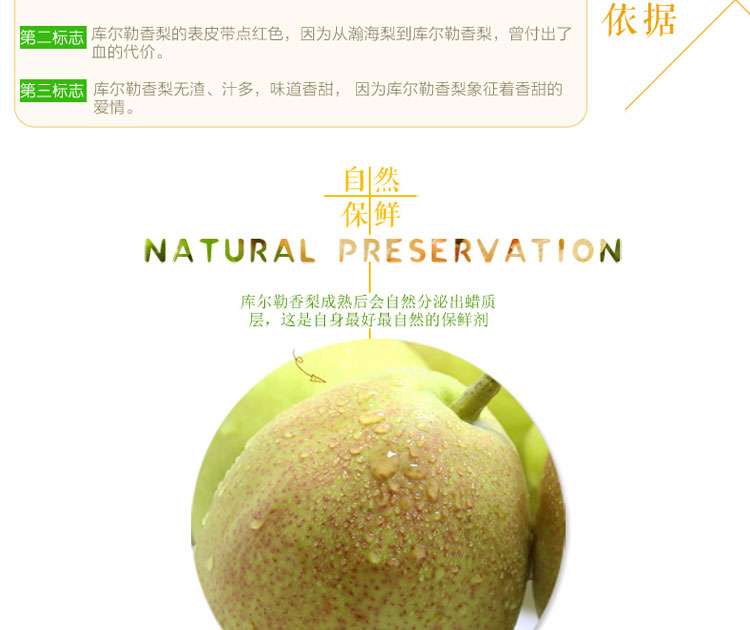 依据
第二标志 库尔勒香梨的表皮带点红色，因为从瀚海梨到库尔勒香梨，曾付出了
血的代价。
第三标志 库尔勒香梨无渣、汁多，味道香甜， 因为库尔勒香梨象征着香甜的
爱情。
自然
保鲜
NATURAL PRESERVATION
库尔勒香梨成熟后会自然分泌出蜡质
层，这是自身最好最自然的保鲜剂